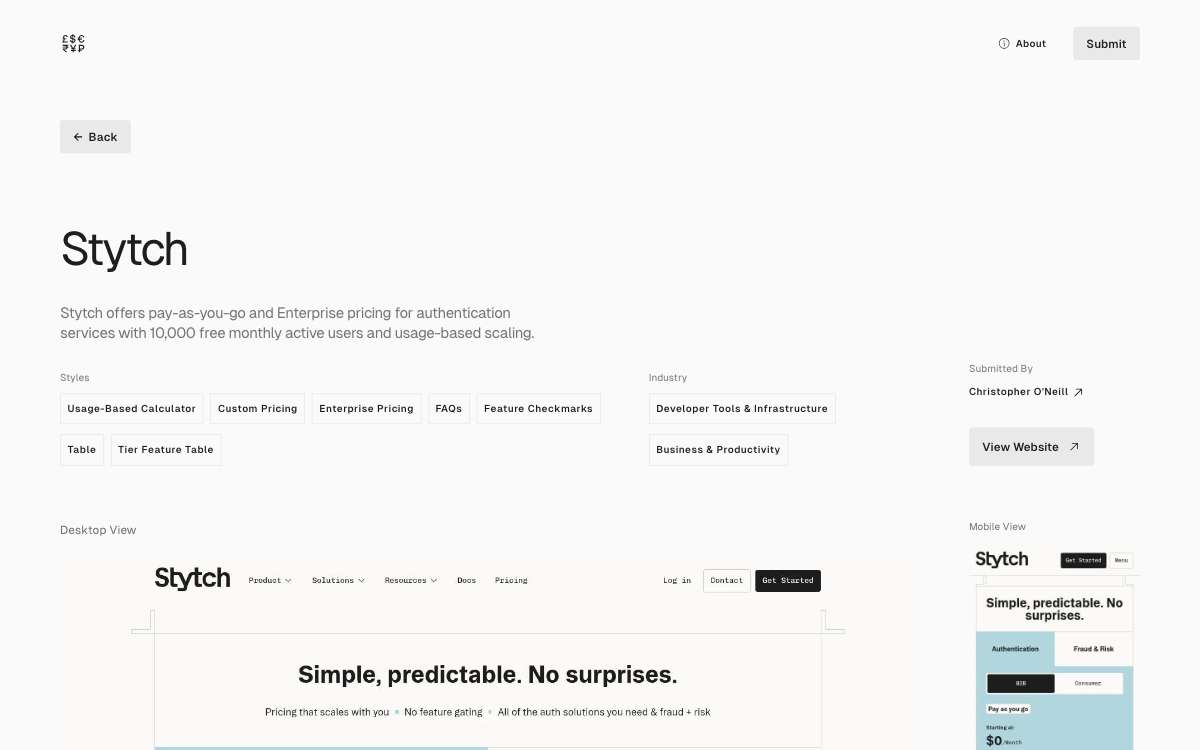 £$€
₹¥₽
About
Submit
← Back
Stytch
Stytch offers pay-as-you-go and Enterprise pricing for authentication
services with 10,000 free monthly active users and usage-based scaling.
Styles
Usage-Based Calculator
Custom Pricing
Enterprise Pricing
FAQs
Feature Checkmarks
Table
Tier Feature Table
Industry
Developer Tools & Infrastructure
Business & Productivity
Submitted By
Christopher O'Neill
View Website
Desktop View
Stytch
Product
Solutions
Resources
Docs
Pricing
Log in
Contact
Get Started
Simple, predictable. No surprises.
Pricing that scales with you
No feature gating
All of the auth solutions you need & fraud + risk
Mobile View
Stytch
Get Started
Menu
Simple, predictable. No
surprises.
Authentication
Fraud & Risk
B2B
Consumer
Pay as you go
Starting at:
$0/Month